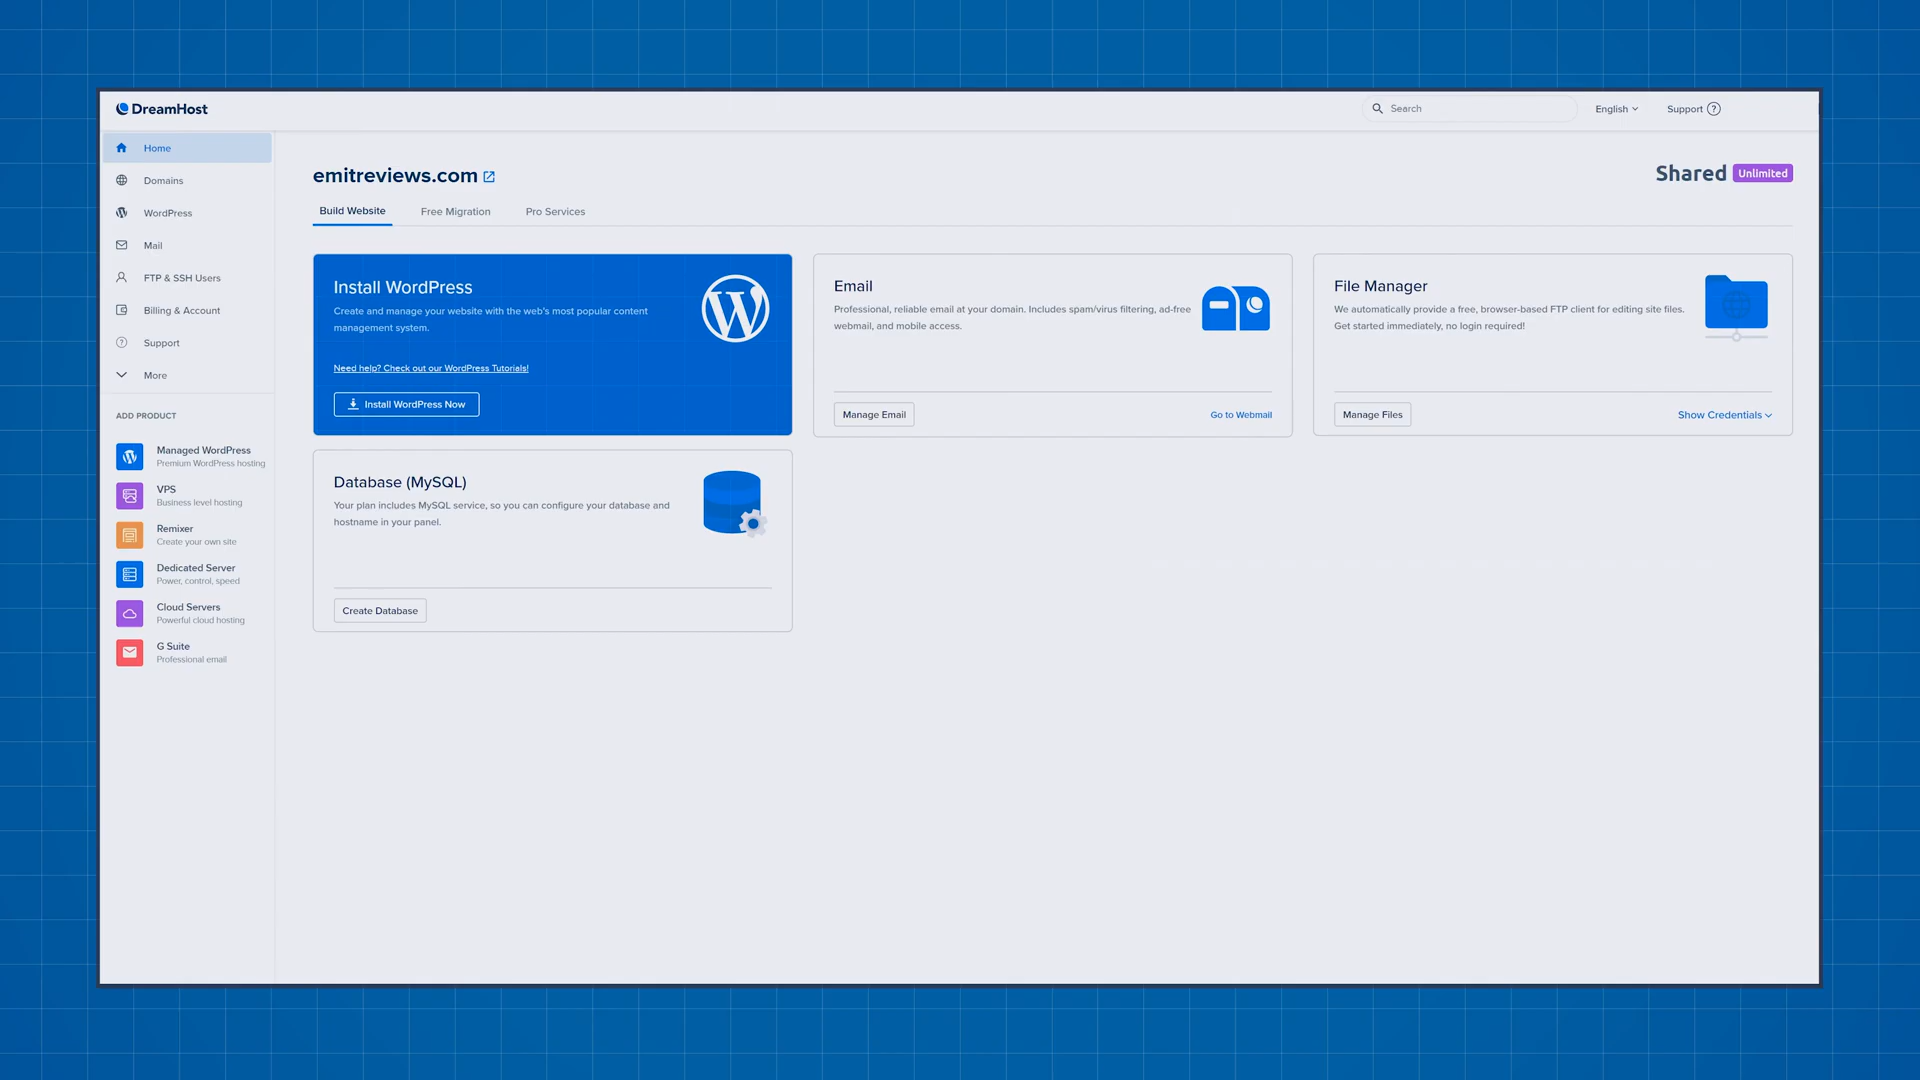 DreamHost
Search
English
Support
Home
Domains
WordPress
Mail
FTP & SSH Users
Billing & Account
Support
More
ADD PRODUCT
Managed WordPress
Premium WordPress hosting
VPS
Business level hosting
Remixer
Create your own site
Dedicated Server
Power, control, speed
Cloud Servers
Powerful cloud hosting
G Suite
Professional email
emitreviews.com
Shared Unlimited
Build Website
Free Migration
Pro Services
Install WordPress
Create and manage your website with the web's most popular content
management system.
Need help? Check out our WordPress Tutorials!
Install WordPress Now
Email
Professional, reliable email at your domain. Includes spam/virus filtering, ad-free
webmail, and mobile access.
Manage Email
Go to Webmail
File Manager
We automatically provide a free, browser-based FTP client for editing site files.
Get started immediately, no login required!
Manage Files
Show Credentials
Database (MySQL)
Your plan includes MySQL service, so you can configure your database and
hostname in your panel.
Create Database